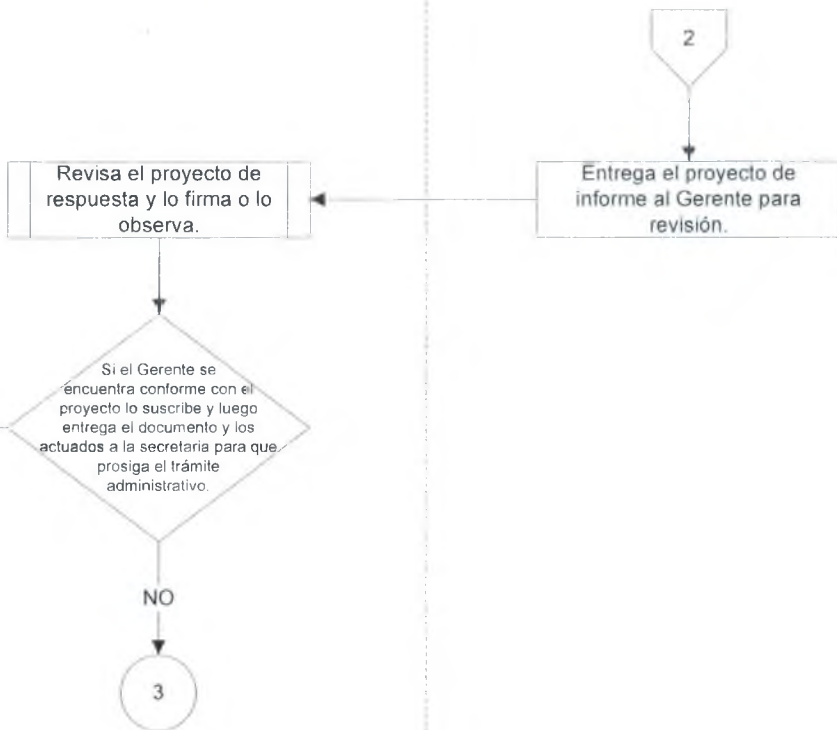 2
Entrega el proyecto de
informe al Gerente para
revisión.
Revisa el proyecto de
respuesta y lo firma o lo
observa.
Si el Gerente se
encuentra conforme con el
proyecto lo suscribe y luego
entrega el documento y los
actuados a la secretaria para que
prosiga el trámite
administrativo.
NO
3